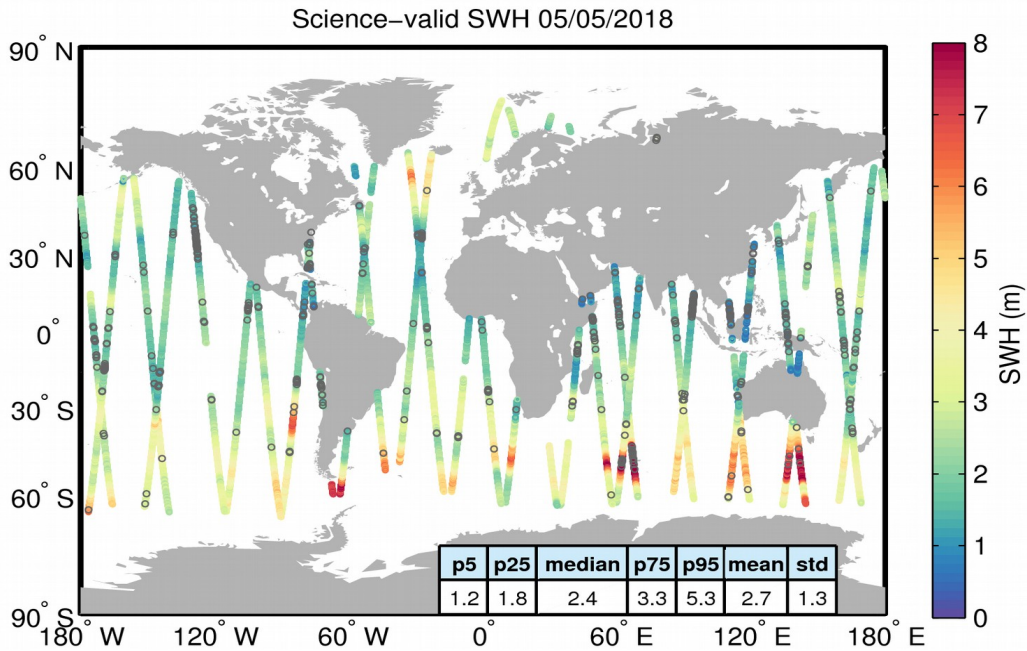 Science−valid SWH 05/05/2018
90° N
60° N
30° N
0°
30° S
60° S
90° S
180° W
120° W
60° W
0°
60° E
120° E
180° E
p5 p25 median p75 p95 mean std
1.2 1.8 2.4 3.3 5.3 2.7 1.3
8
7
6
5
4
3
2
1
0
SWH (m)